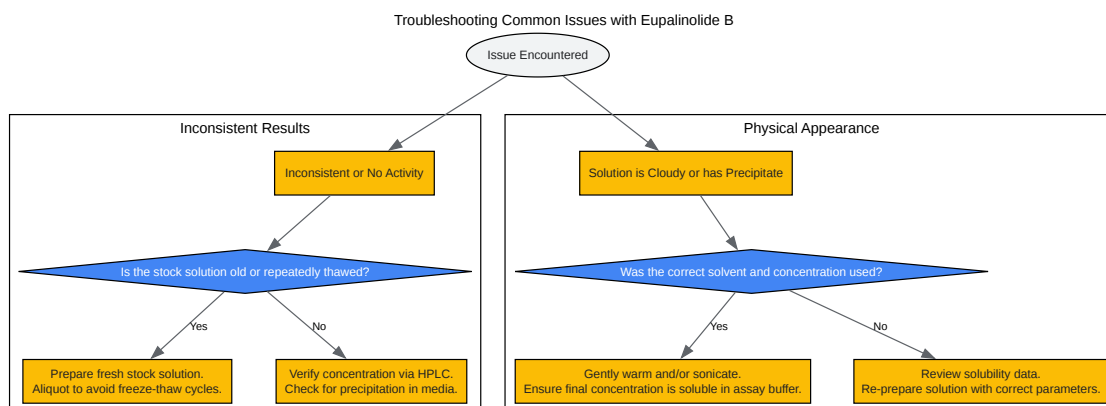 Troubleshooting Common Issues with Eupalinolide B
Issue Encountered
Inconsistent Results
Physical Appearance
Inconsistent or No Activity
Solution is Cloudy or has Precipitate
Is the stock solution old or repeatedly thawed?
Was the correct solvent and concentration used?
Yes
No
Yes
No
Prepare fresh stock solution.
Aliquot to avoid freeze-thaw cycles.
Verify concentration via HPLC.
Check for precipitation in media.
Gently warm and/or sonicate.
Ensure final concentration is soluble in assay buffer.
Review solubility data.
Re-prepare solution with correct parameters.